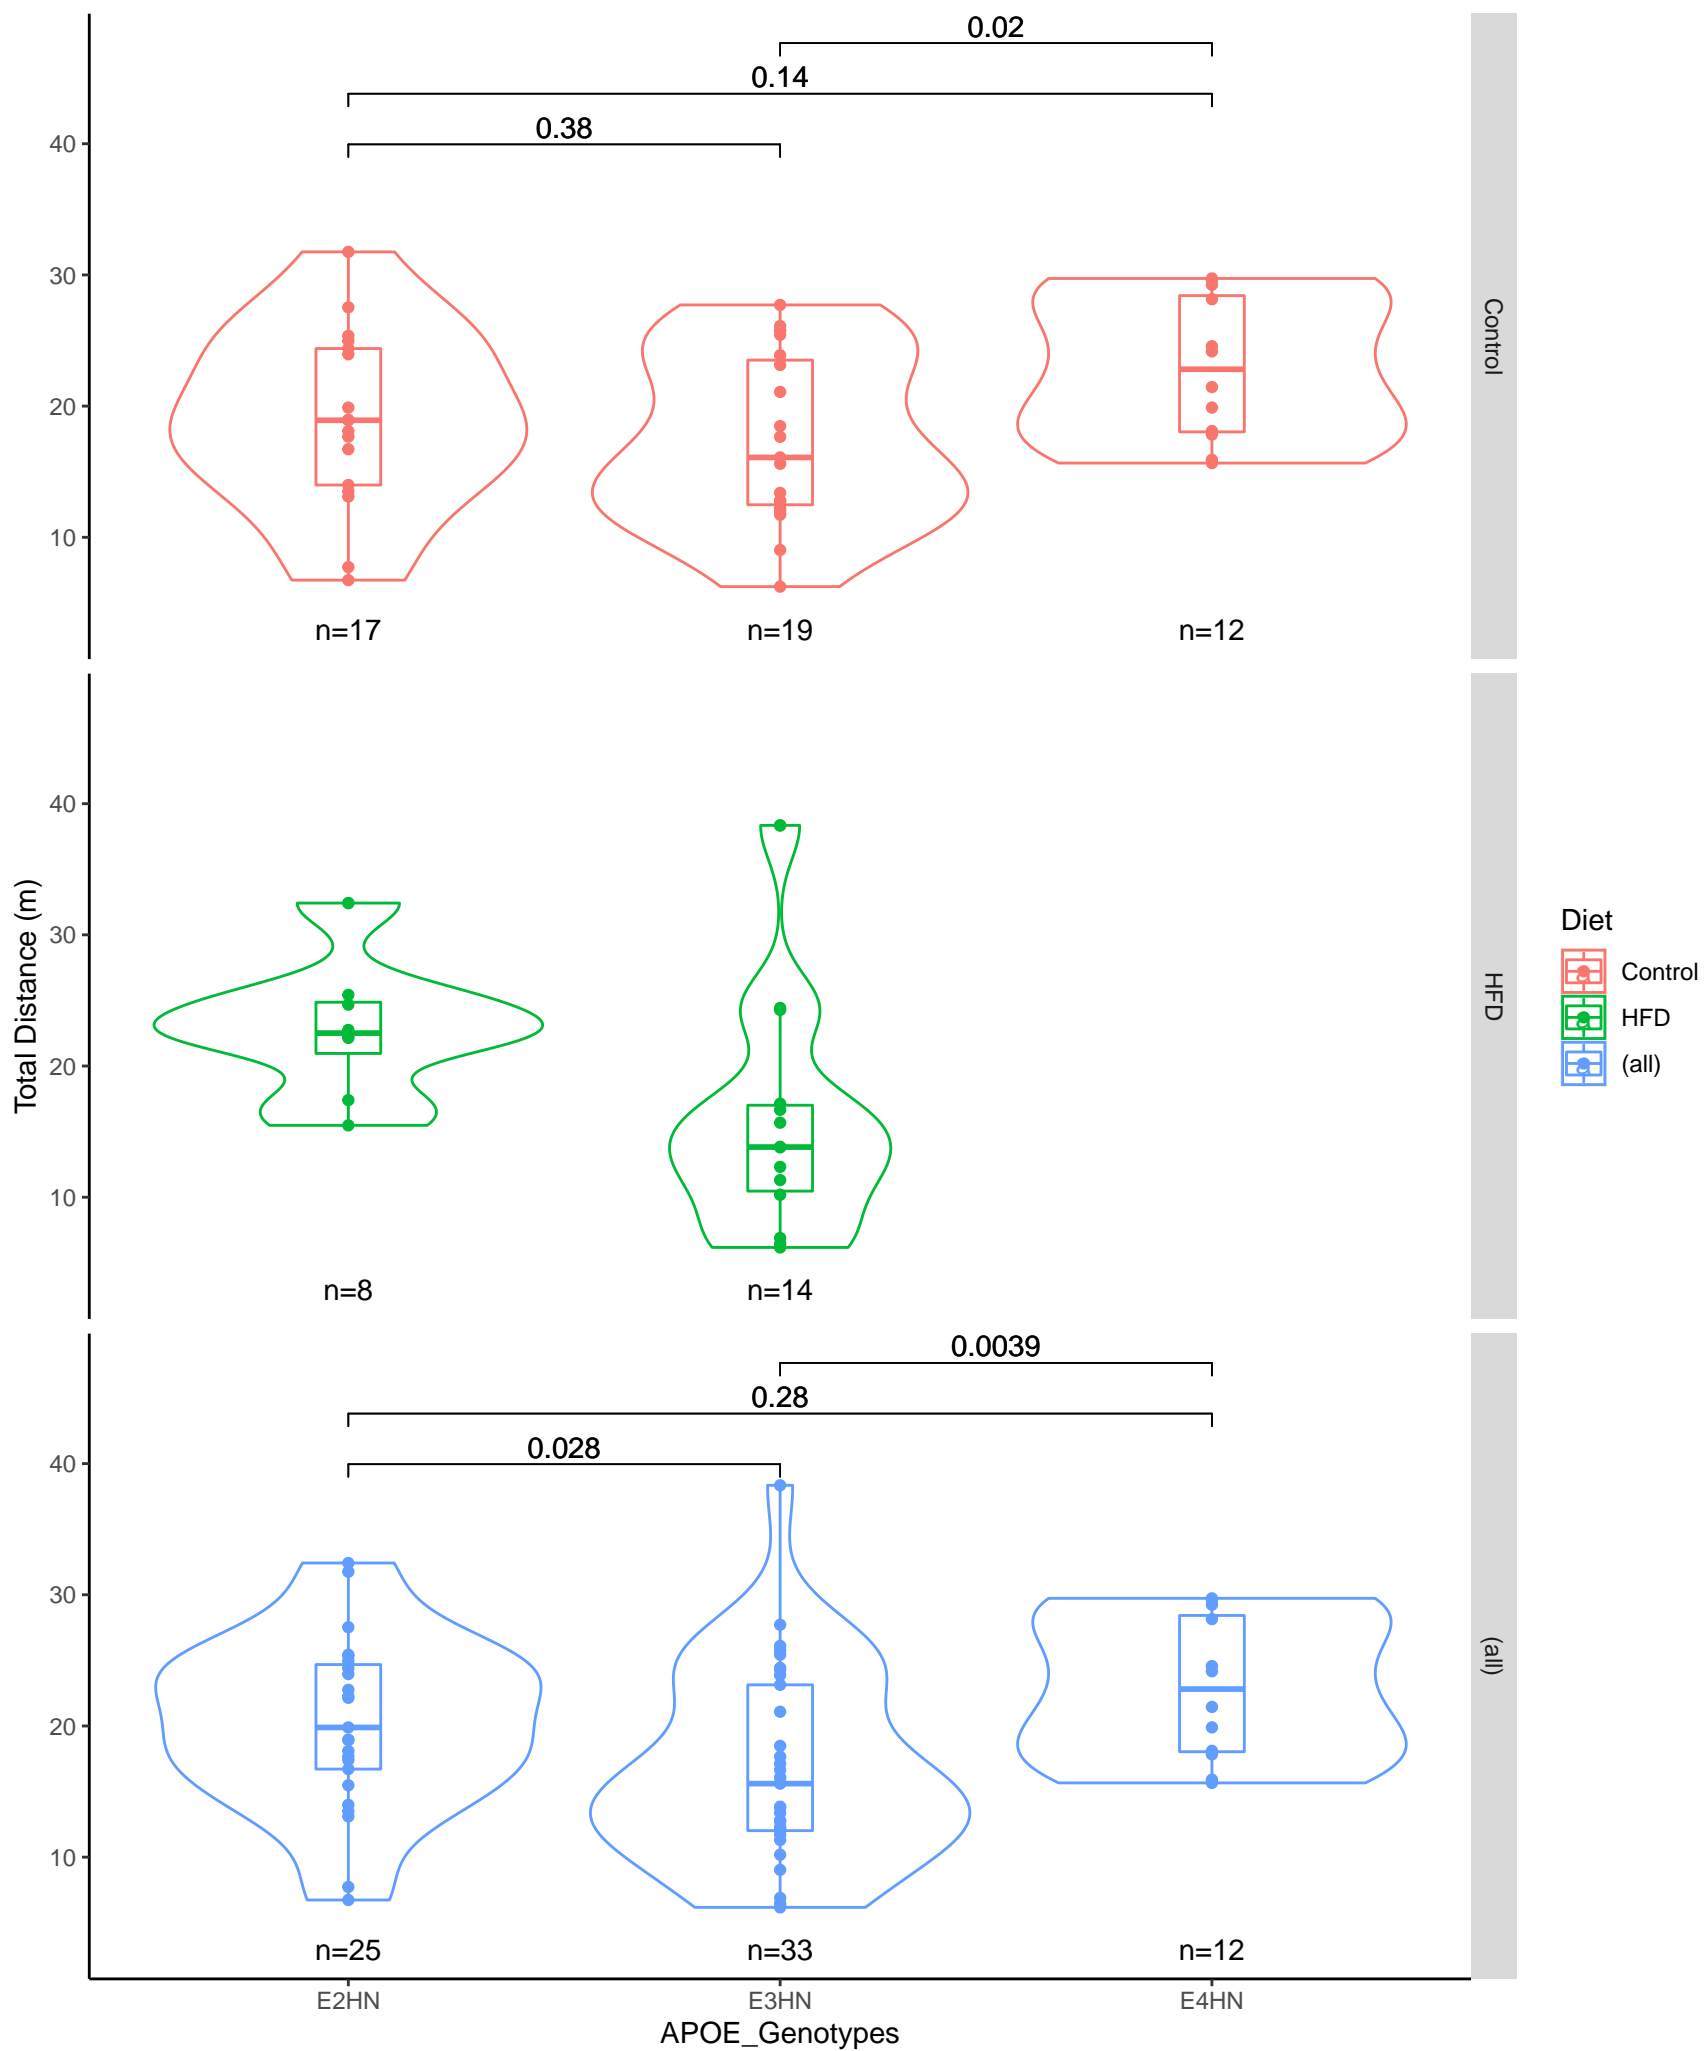 0.02
0.14
0.38
40
30
20
10
n=17
n=19
n=12
Control
40
30
20
10
n=8
n=14
HFD
Total Distance (m)
Diet
a Control
a HFD
a (all)
0.0039
0.28
0.028
40
30
20
10
n=25
n=33
n=12
(all)
E2HN
E3HN
E4HN
APOE_Genotypes